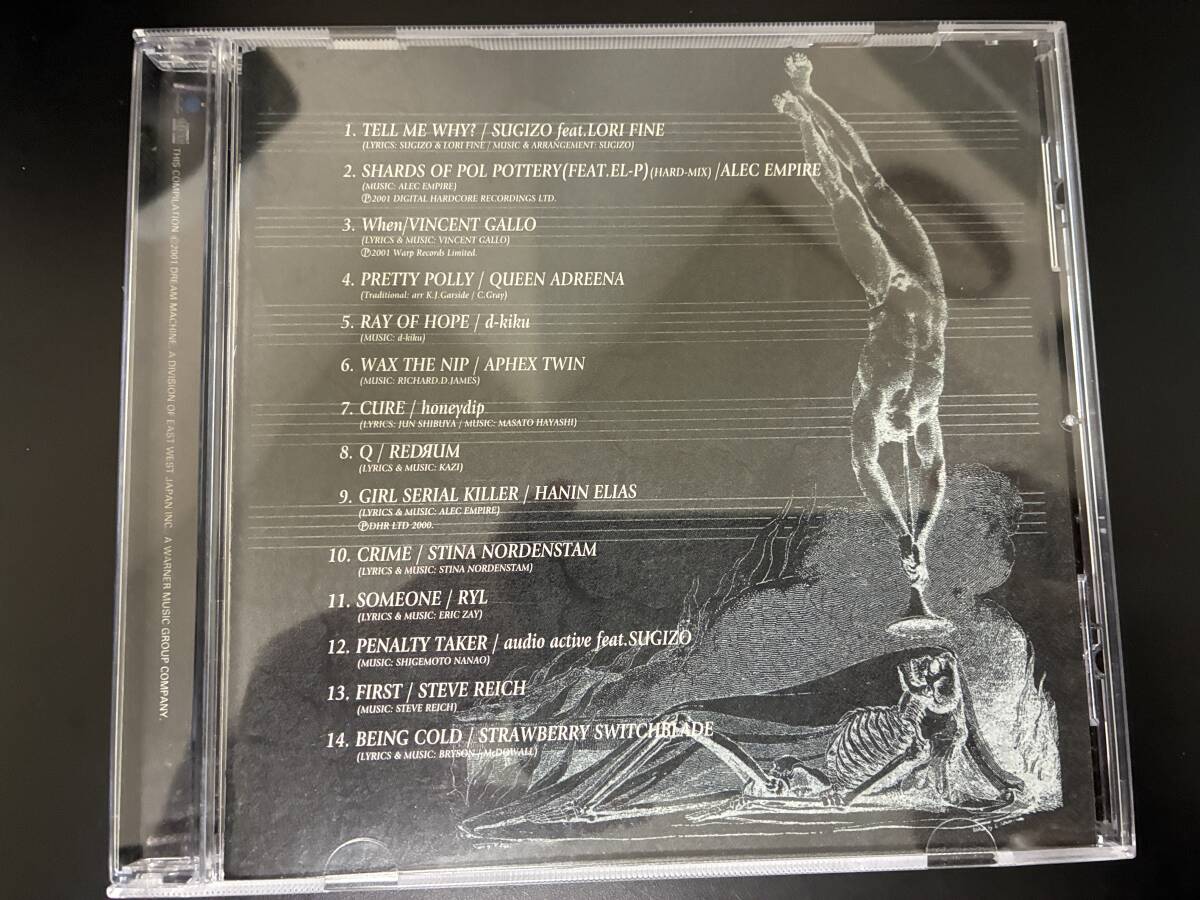 1. TELL ME WHY? / SUGIZO feat.LORI FINE
(LYRICS: SUGIZO & LORI FINE / MUSIC & ARRANGEMENT: SUGIZO)
2. SHARDS OF POL POTTERY(FEAT.EL-P)(HARD-MIX) /ALEC EMPIRE
(MUSIC: ALEC EMPIRE)
Ⓟ2001 DIGITAL HARDCORE RECORDINGS LTD.
3. When/VINCENT GALLO
(LYRICS & MUSIC: VINCENT GALLO)
Ⓟ2001 Warp Records Limited.
4. PRETTY POLLY / QUEEN ADREENA
(Traditional: arr K.J.Garside / C.Gray)
5. RAY OF HOPE / d-kiku
(MUSIC: d-kiku)
6. WAX THE NIP / APHEX TWIN
(MUSIC: RICHARD.D.JAMES)
7. CURE / honeydip
(LYRICS: JUN SHIBUYA / MUSIC: MASATO HAYASHI)
8. Q / REDЯUM
(LYRICS & MUSIC: KAZI)
9. GIRL SERIAL KILLER / HANIN ELIAS
(LYRICS & MUSIC: ALEC EMPIRE)
ⓅDHR LTD 2000.
10. CRIME / STINA NORDENSTAM
(LYRICS & MUSIC: STINA NORDENSTAM)
11. SOMEONE / RYL
(LYRICS & MUSIC: ERIC ZAY)
12. PENALTY TAKER / audio active feat.SUGIZO
(MUSIC: SHIGEMOTO NANAO)
13. FIRST / STEVE REICH
(MUSIC: STEVE REICH)
14. BEING COLD / STRAWBERRY SWITCHBLADE
(LYRICS & MUSIC: BRYSON / McDOWALL)
THIS COMPILATION ©2001 DREAM MACHINE. A DIVISION OF EAST WEST JAPAN INC. A WARNER MUSIC GROUP COMPANY.